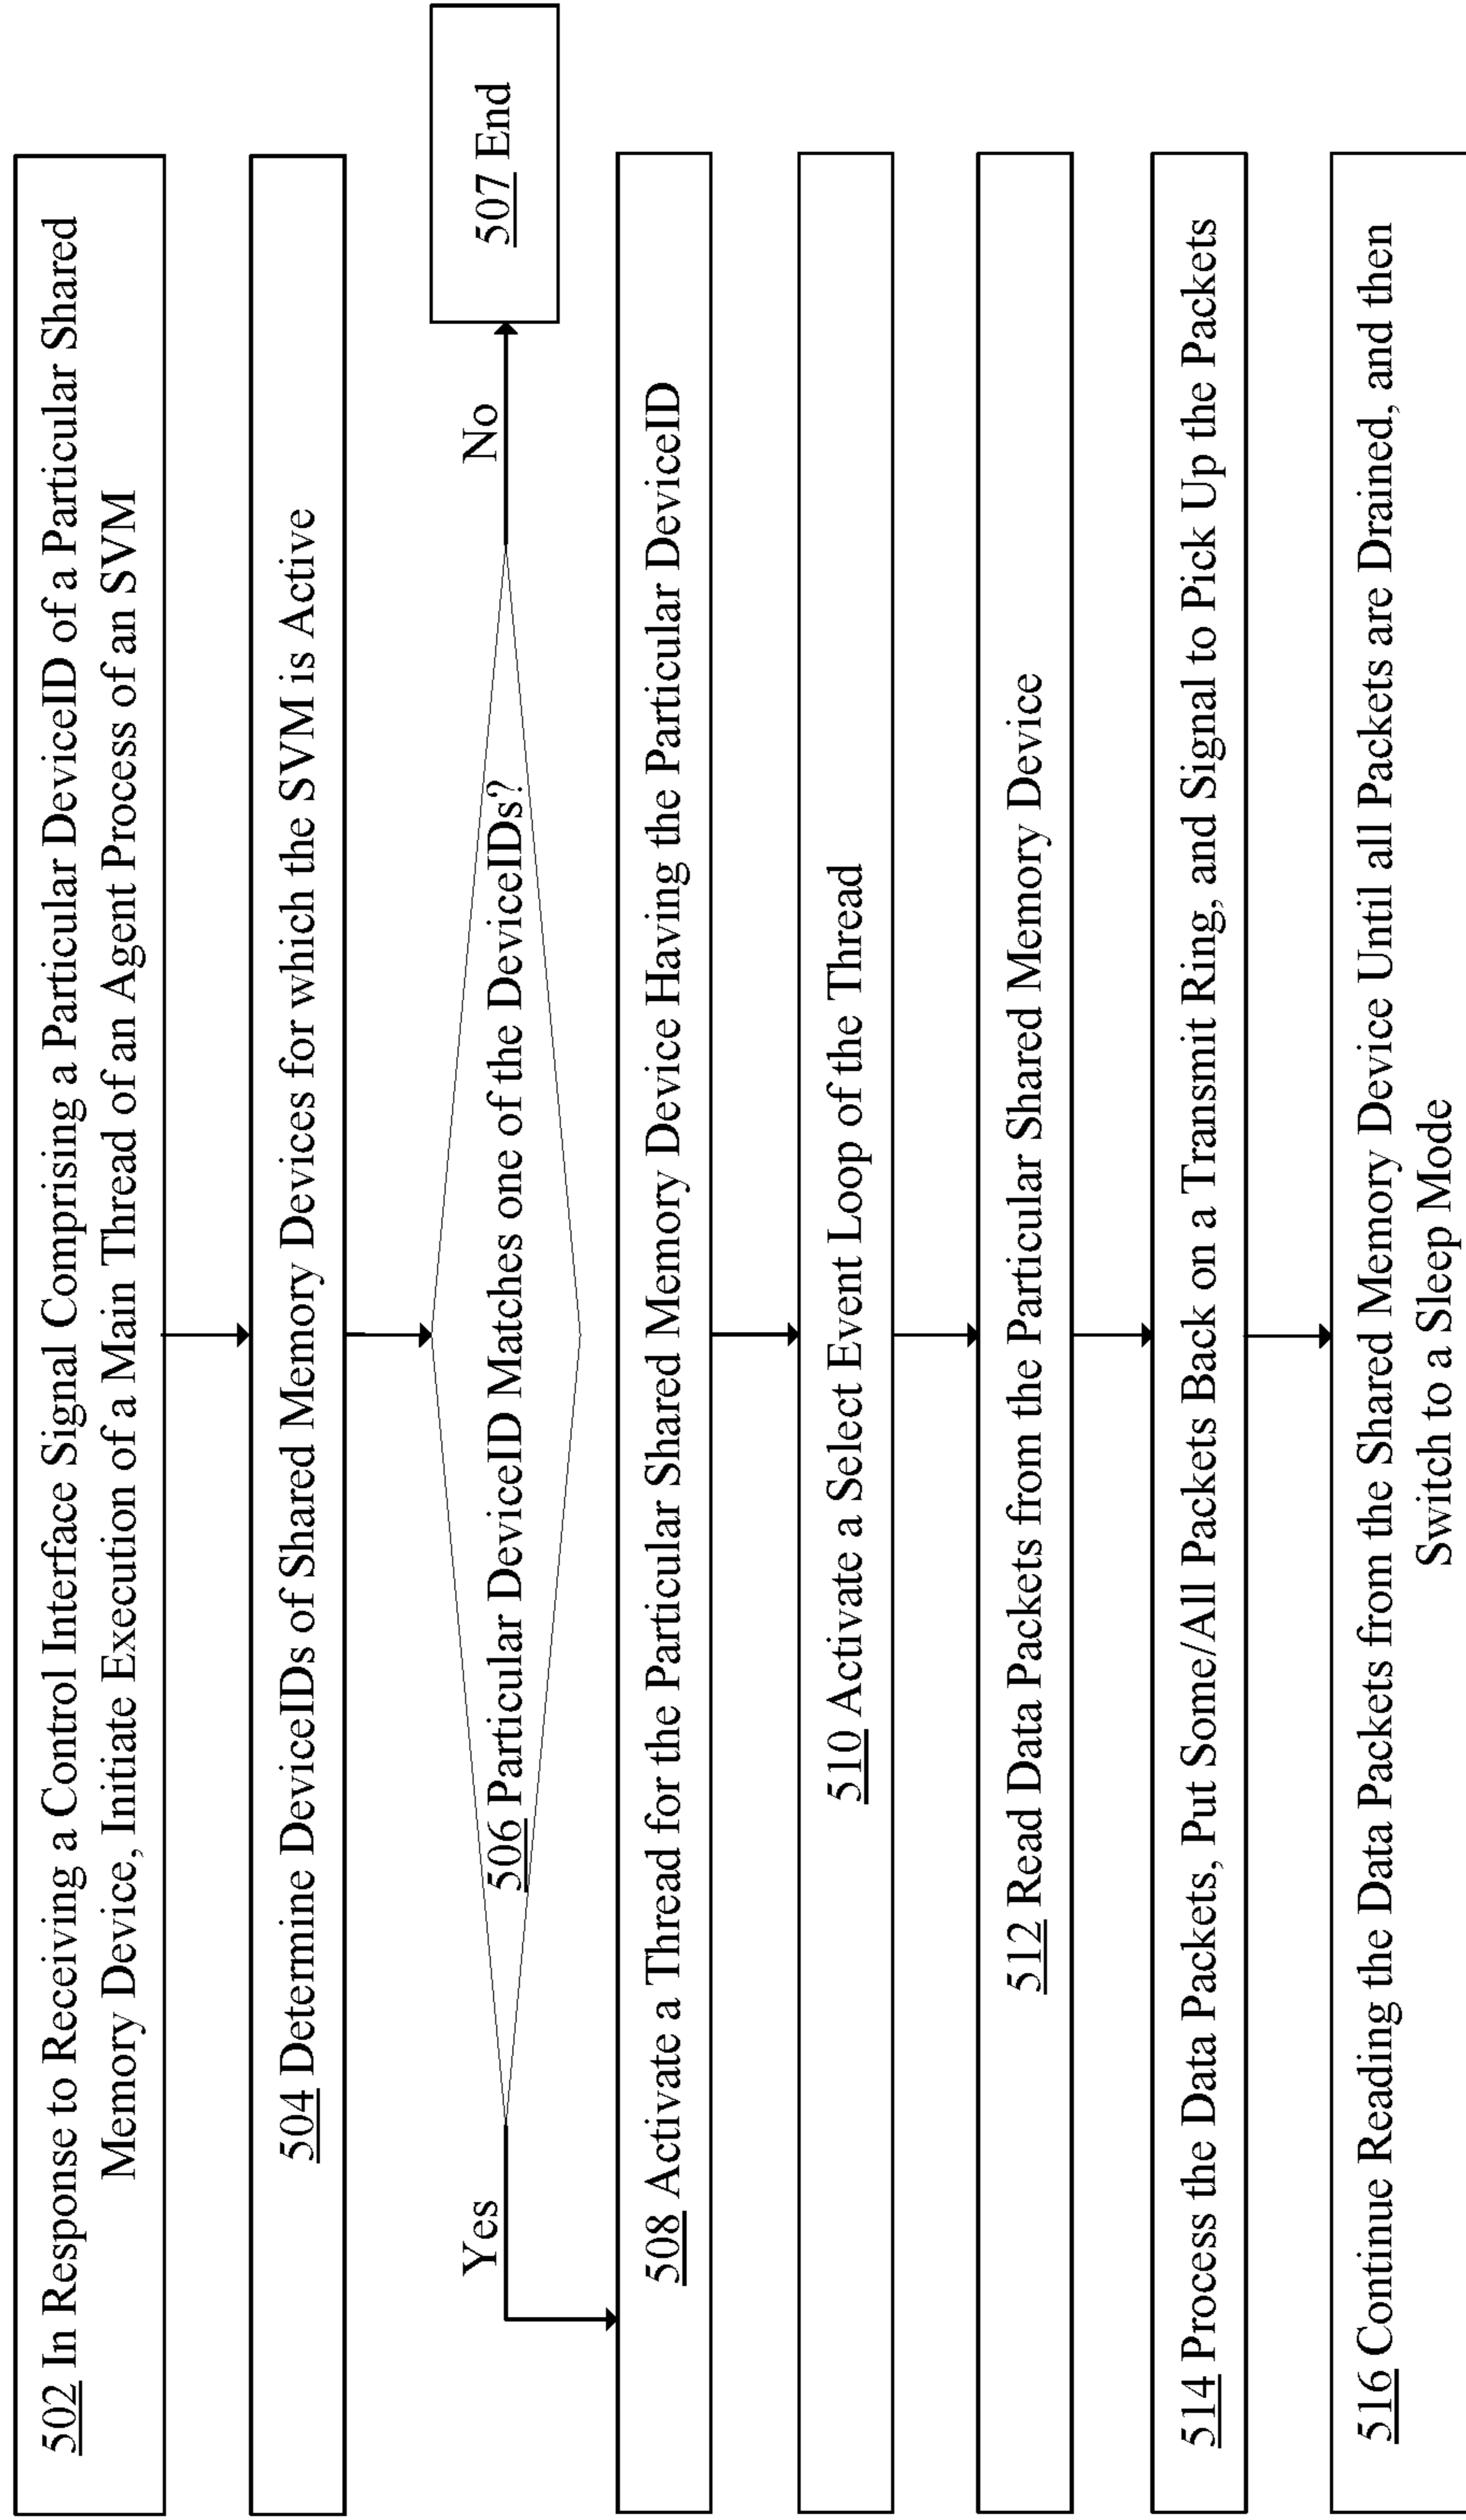 502 In Response to Receiving a Control Interface Signal Comprising a Particular DeviceID of a Particular Shared
Memory Device, Initiate Execution of a Main Thread of an Agent Process of an SVM
504 Determine DeviceIDs of Shared Memory Devices for which the SVM is Active
506 Particular DeviceID Matches one of the DeviceIDs?
Yes
No
507 End
508 Activate a Thread for the Particular Shared Memory Device Having the Particular DeviceID
510 Activate a Select Event Loop of the Thread
512 Read Data Packets from the Particular Shared Memory Device
514 Process the Data Packets, Put Some/All Packets Back on a Transmit Ring, and Signal to Pick Up the Packets
516 Continue Reading the Data Packets from the Shared Memory Device Until all Packets are Drained, and then
Switch to a Sleep Mode